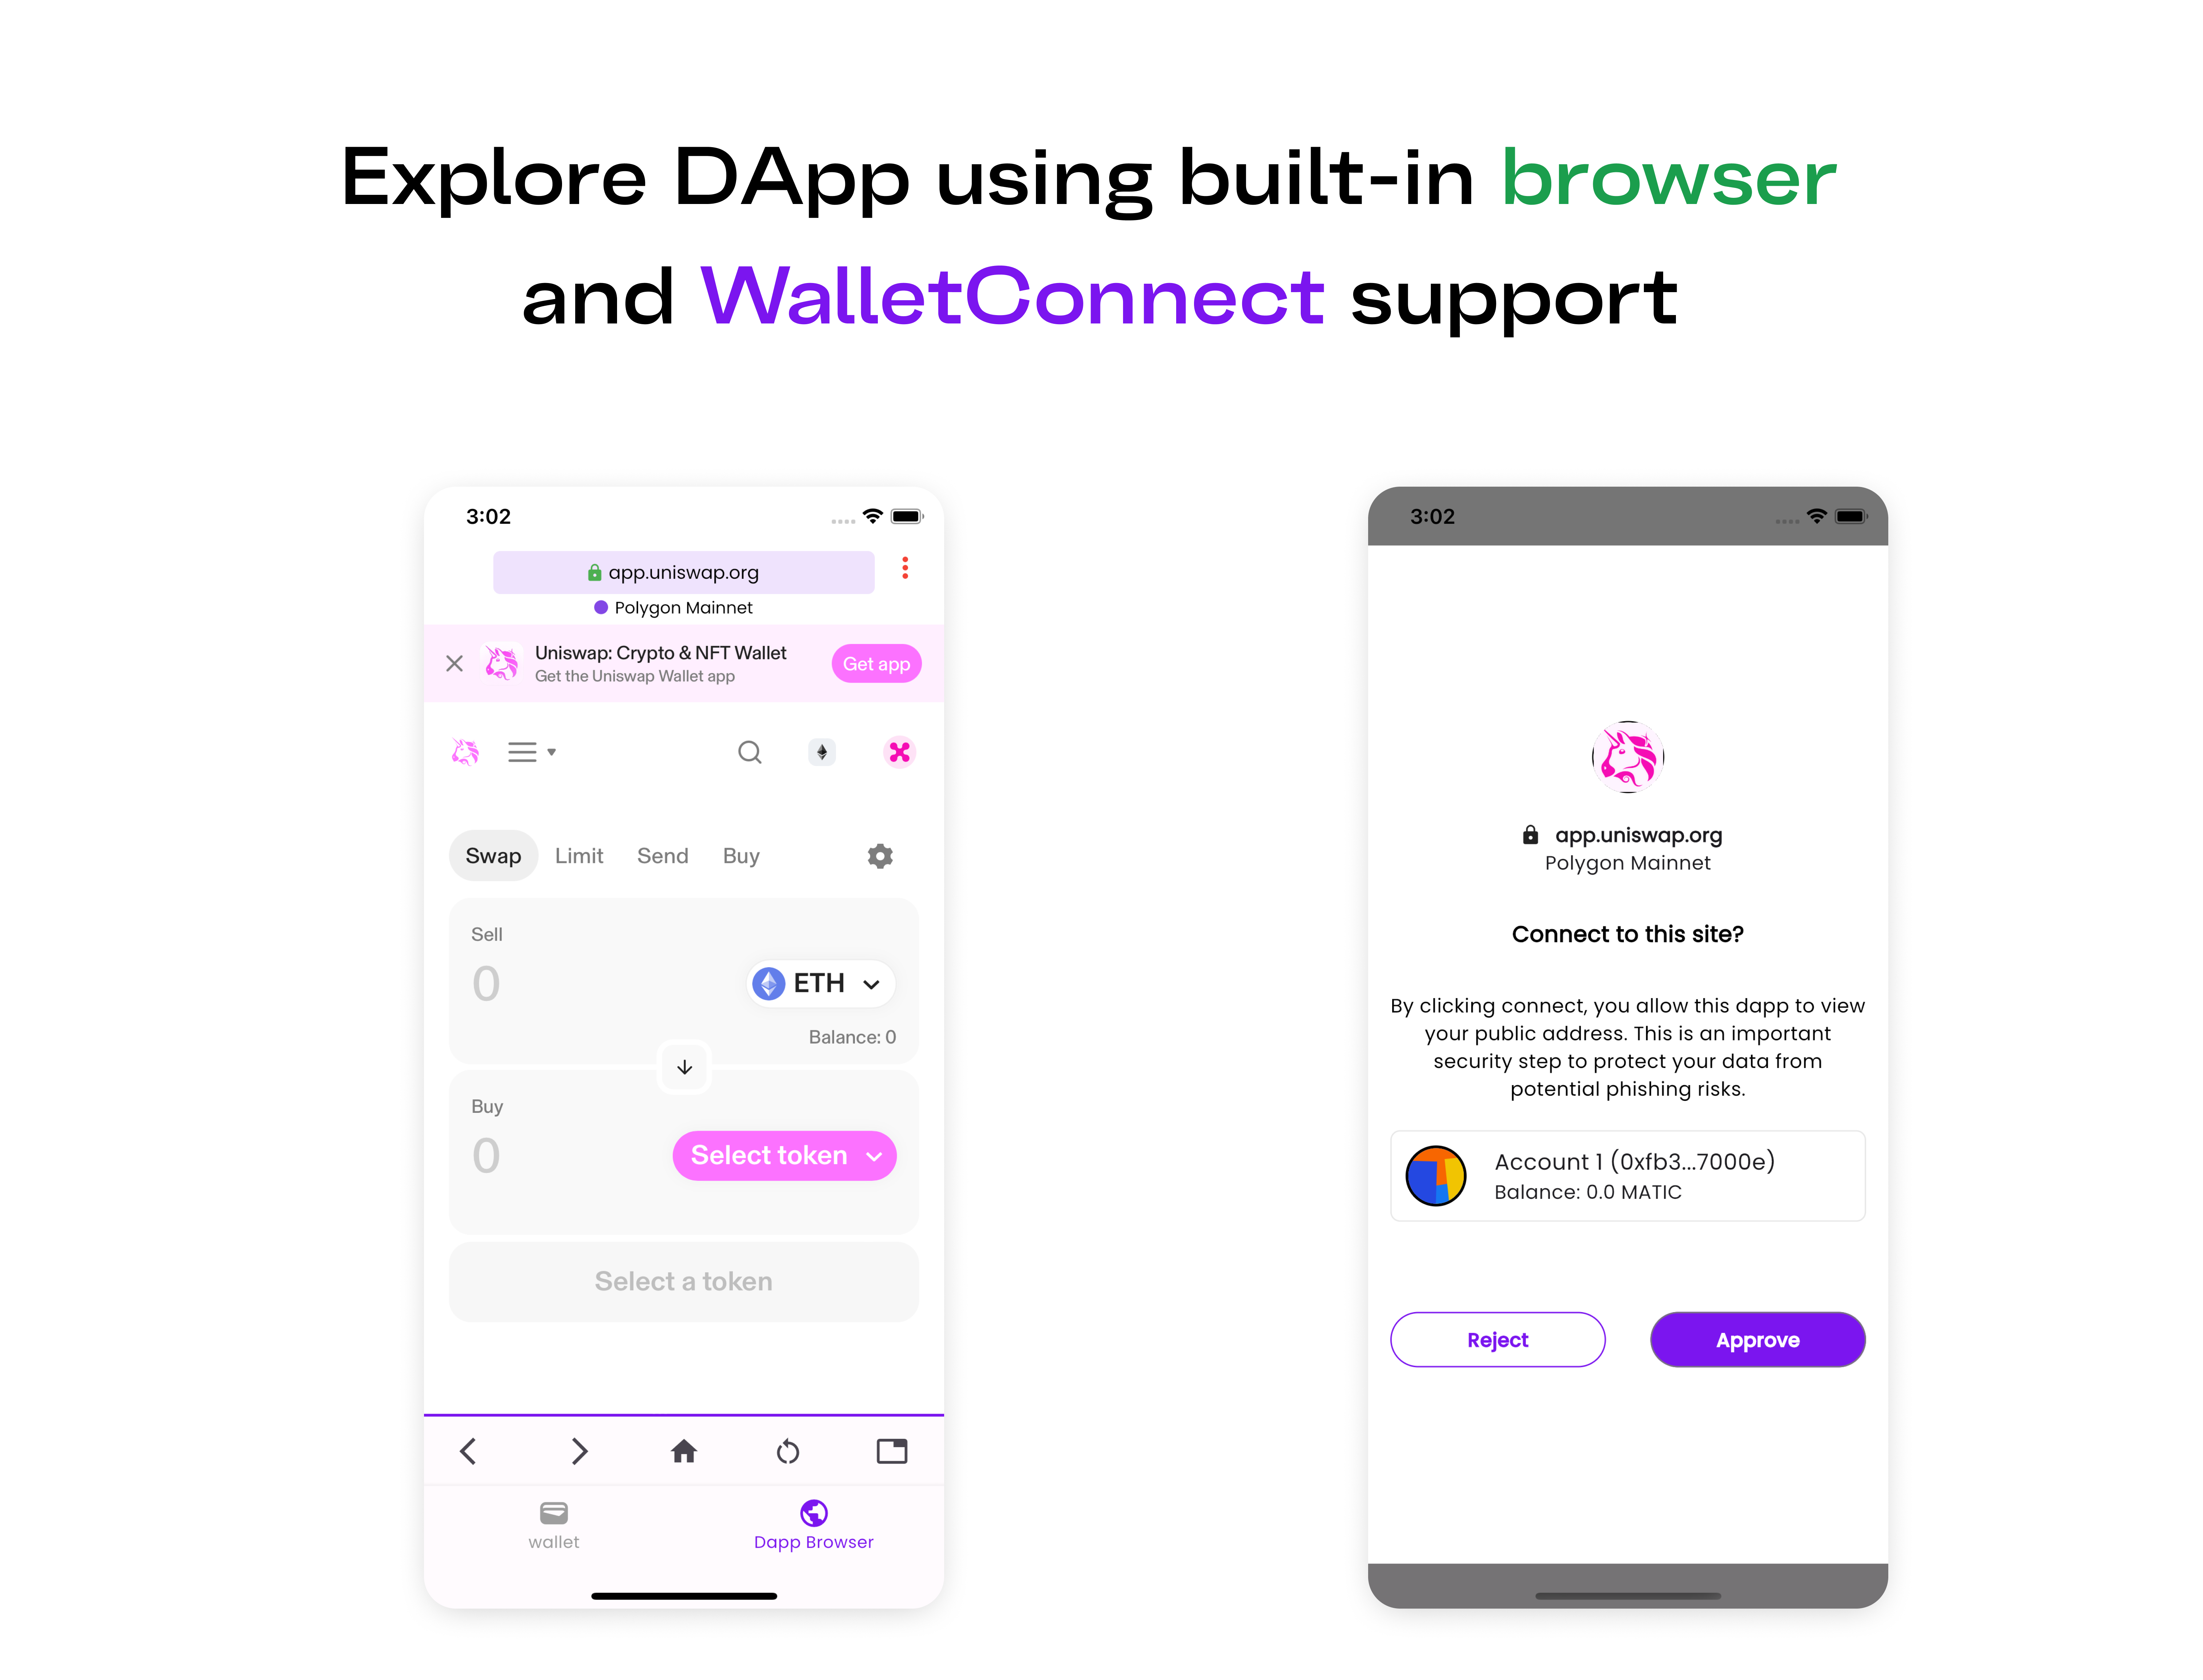 Explore DApp using built-in browser
and WalletConnect support
3:02
app.uniswap.org
Polygon Mainnet
Uniswap: Crypto & NFT Wallet
Get the Uniswap Wallet app
Get app
Swap Limit Send Buy
Sell
0
ETH
Balance: 0
Buy
0
Select token
Select a token
wallet
Dapp Browser
3:02
app.uniswap.org
Polygon Mainnet
Connect to this site?
By clicking connect, you allow this dapp to view
your public address. This is an important
security step to protect your data from
potential phishing risks.
Account 1 (0xfb3...7000e)
Balance: 0.0 MATIC
Reject
Approve